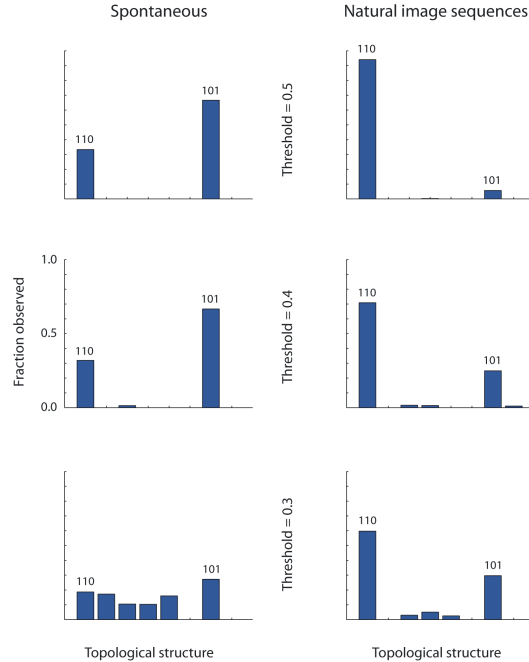 Spontaneous
Natural image sequences
110
101
Threshold = 0.5
110
101
Fraction observed
1.0
0.5
0.0
110
101
Threshold = 0.4
110
101
110
101
Threshold = 0.3
110
101
Topological structure
Topological structure